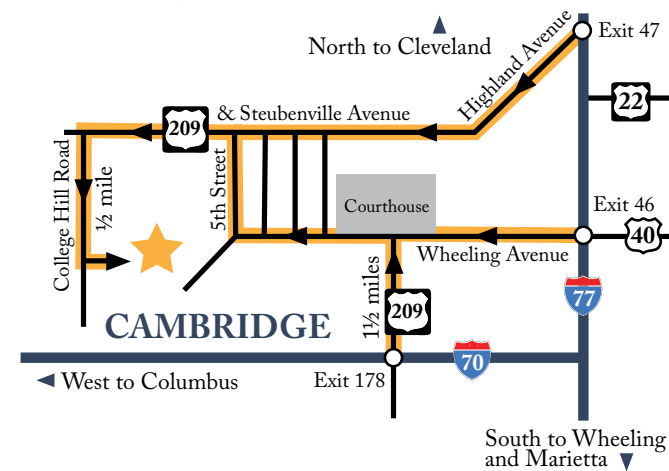 North to Cleveland
Highland Avenue
Exit 47
22
209
& Steubenville Avenue
College Hill Road
½ mile
5th Street
Courthouse
Exit 46
40
Wheeling Avenue
77
1½ miles
209
CAMBRIDGE
70
West to Columbus
Exit 178
South to Wheeling
and Marietta